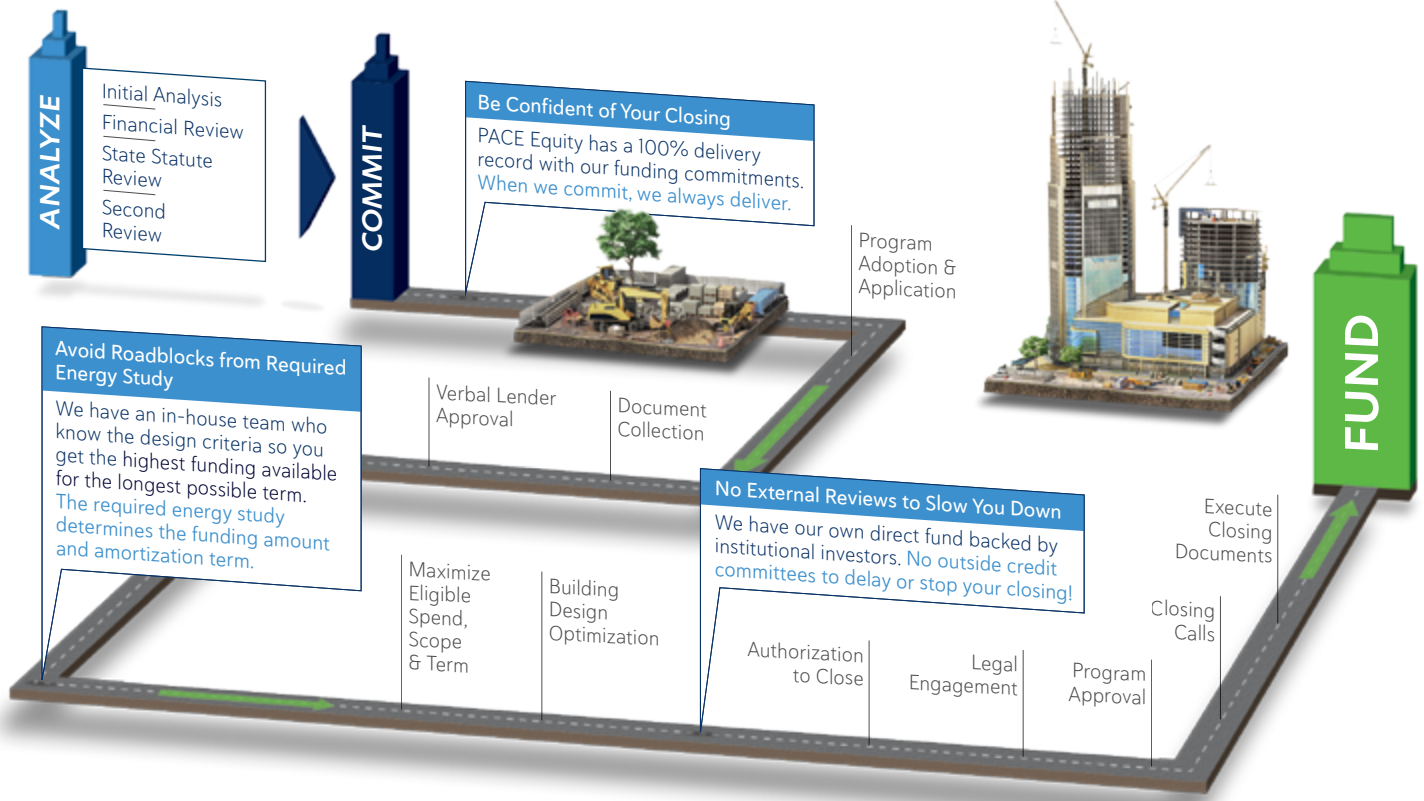 ANALYZE
Initial Analysis
Financial Review
State Statute
Review
Second
Review
COMMIT
Be Confident of Your Closing
PACE Equity has a 100% delivery
record with our funding commitments.
When we commit, we always deliver.
Program
Adoption &
Application
Document
Collection
Verbal Lender
Approval
Avoid Roadblocks from Required
Energy Study
We have an in-house team who
know the design criteria so you
get the highest funding available
for the longest possible term.
The required energy study
determines the funding amount
and amortization term.
Maximize
Eligible
Spend,
Scope
& Term
Building
Design
Optimization
No External Reviews to Slow You Down
We have our own direct fund backed by
institutional investors. No outside credit
committees to delay or stop your closing!
Authorization
to Close
Legal
Engagement
Program
Approval
Closing
Calls
Execute
Closing
Documents
FUND